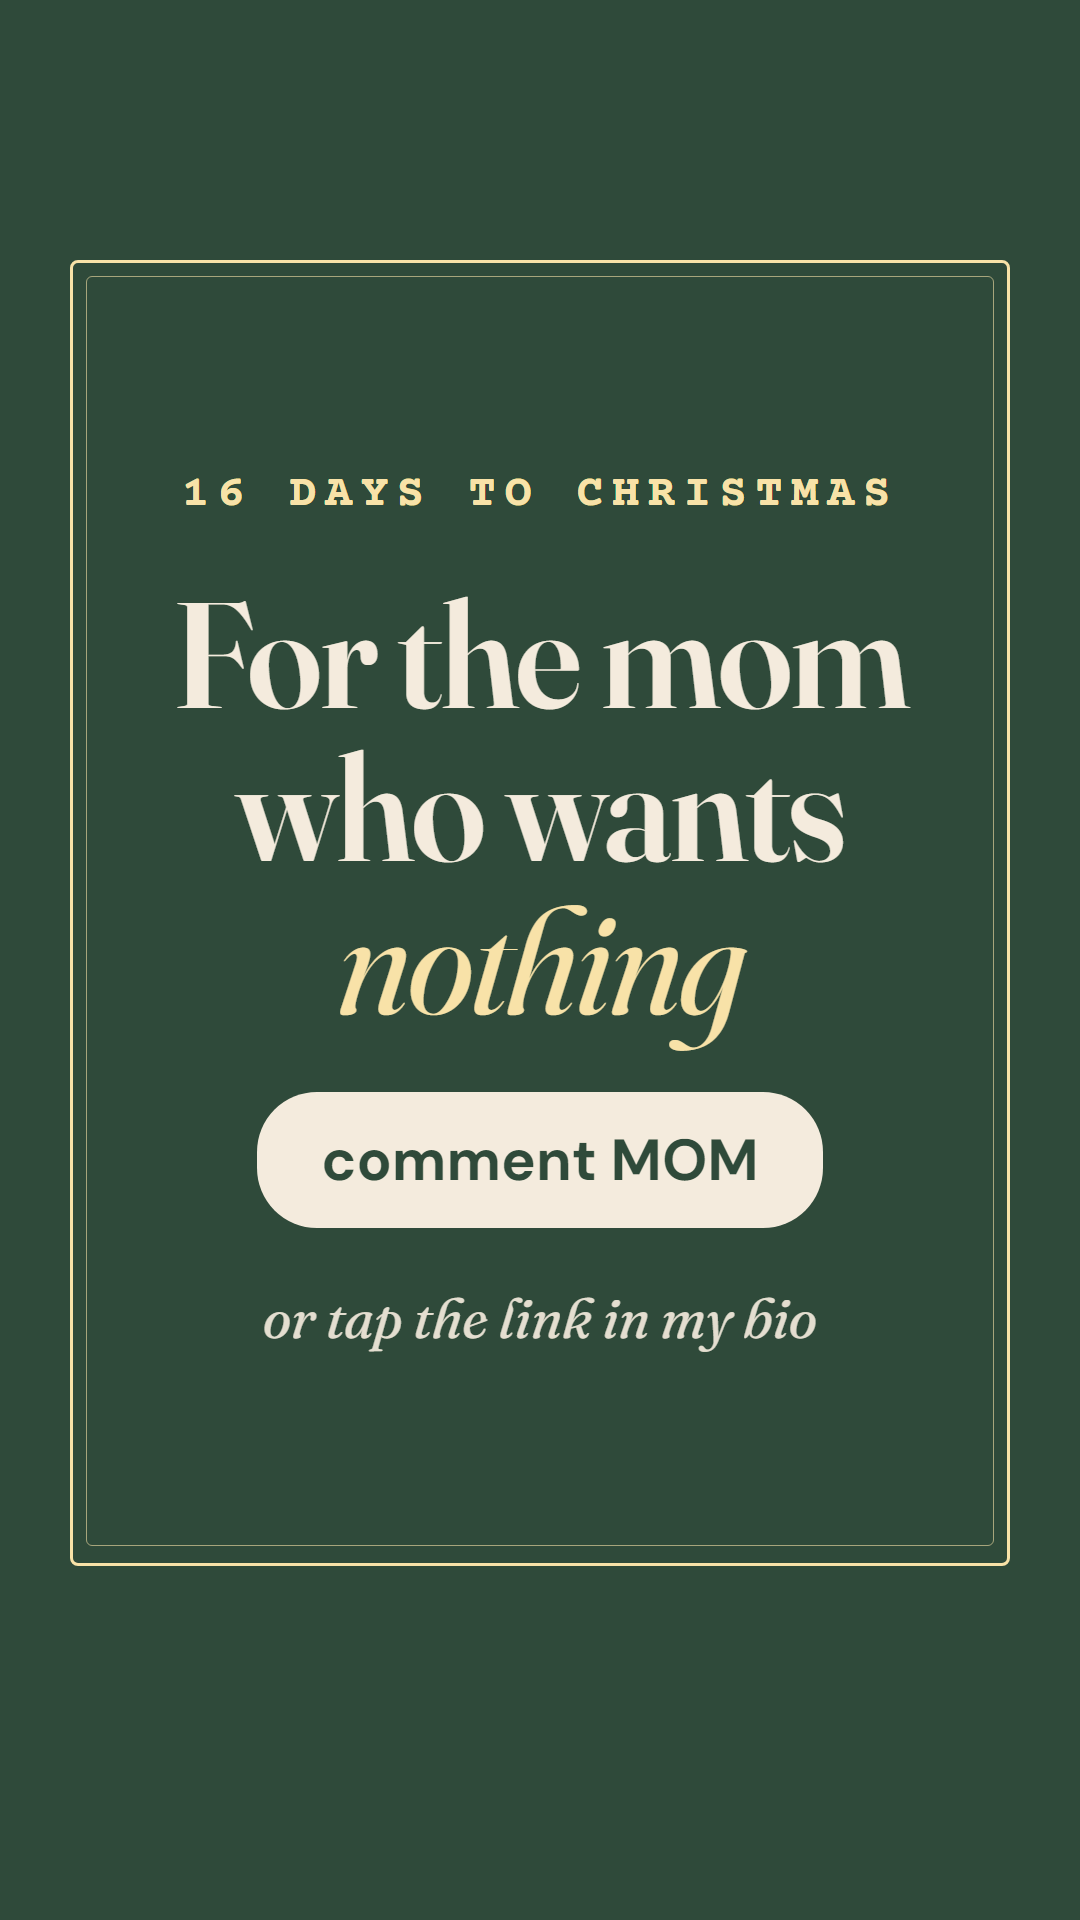 16 DAYS TO CHRISTMAS
For the mom
who wants
nothing
comment MOM
or tap the link in my bio